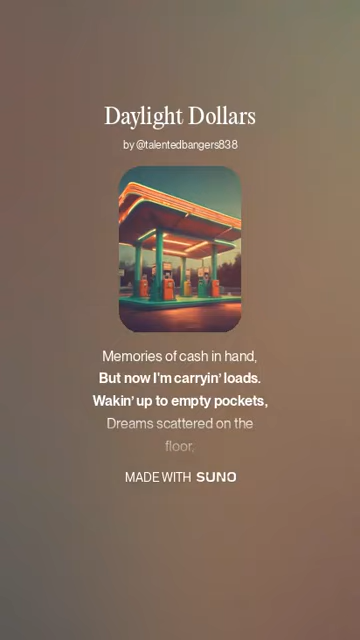 Daylight Dollars
by @talentedbangers838
Memories of cash in hand,
But now I'm carryin' loads.
Wakin' up to empty pockets,
Dreams scattered on the
floor,
MADE WITH SUNO